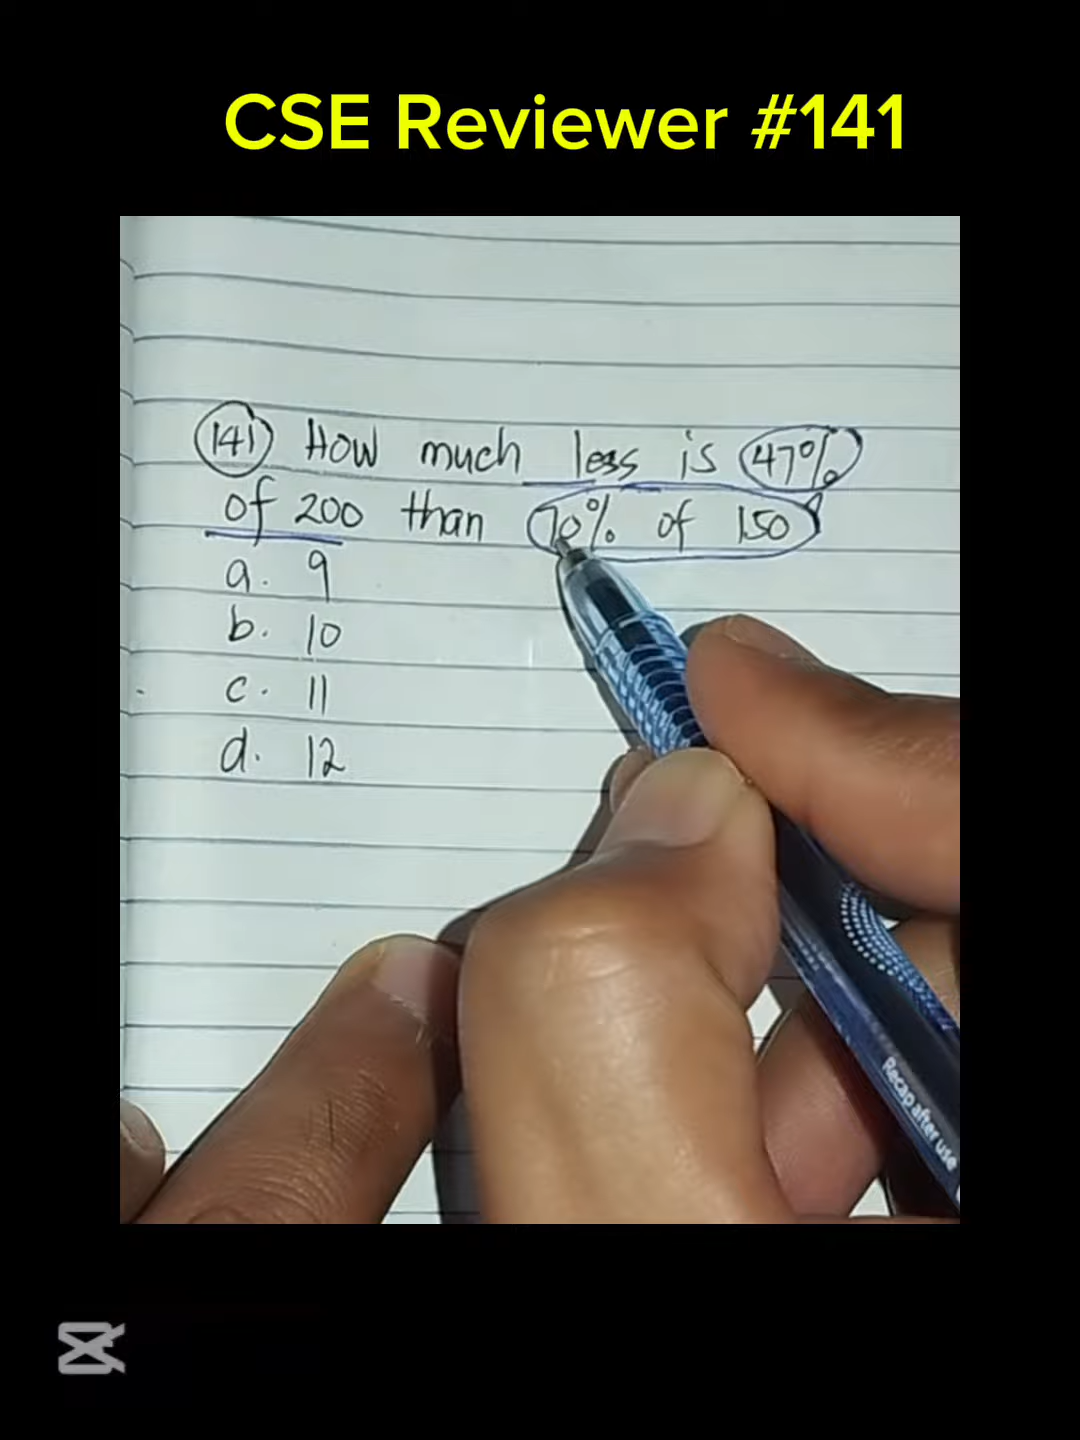 CSE Reviewer #141
141 How much less is 47%
of 200 than 70% of 150
a. 9
b. 10
c. 11
d. 12
Recap after use